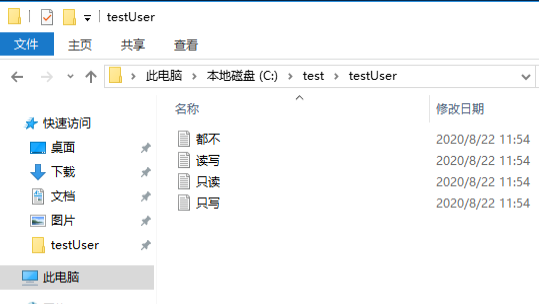 testUser
文件 主页 共享 查看
此电脑 本地磁盘 (C:) test testUser
名称 修改日期
快速访问
桌面
下载
文档
图片
testUser
此电脑
都不 2020/8/22 11:54
读写 2020/8/22 11:54
只读 2020/8/22 11:54
只写 2020/8/22 11:54